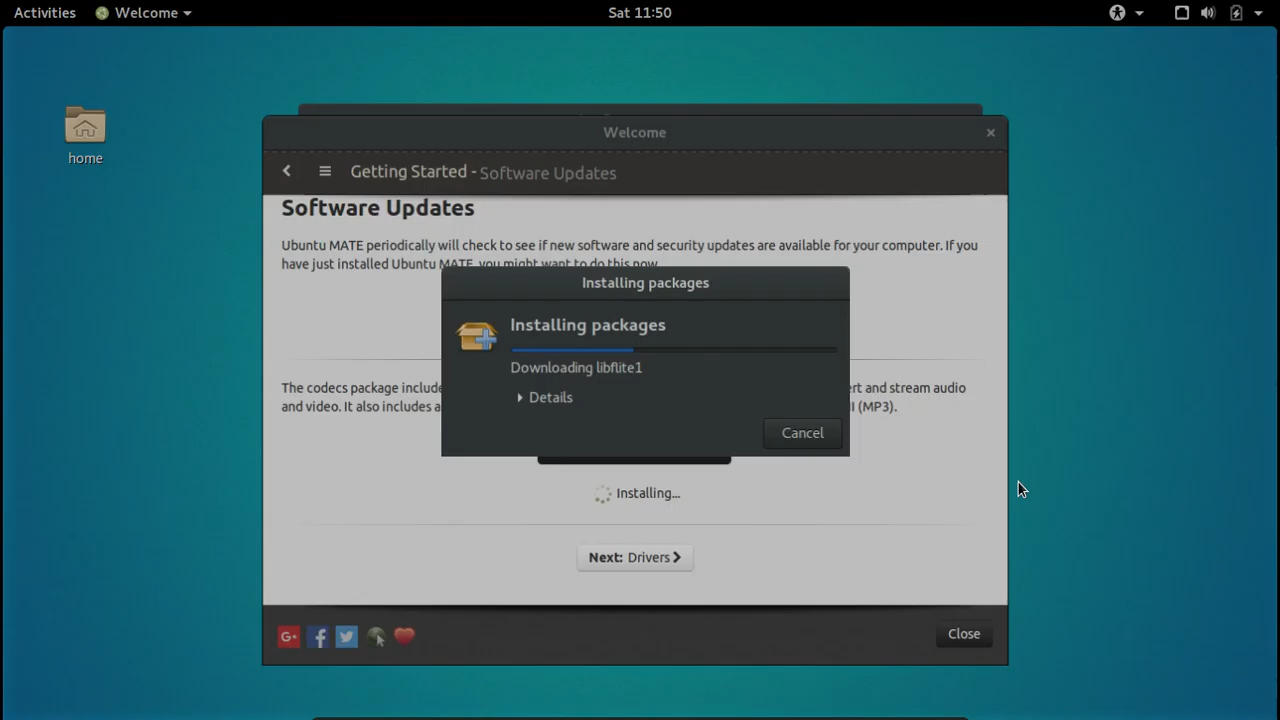 Activities Welcome Sat 11:50
home
Welcome ×
Getting Started - Software Updates
Software Updates
Ubuntu MATE periodically will check to see if new software and security updates are available for your computer. If you
have just installed Ubuntu MATE, you might want to do this now.
Installing packages
Installing packages
Downloading libflite1
Details
Cancel
The codecs package include ert and stream audio
and video. It also includes a (MP3).
Installing...
Next: Drivers
G+ f
Close